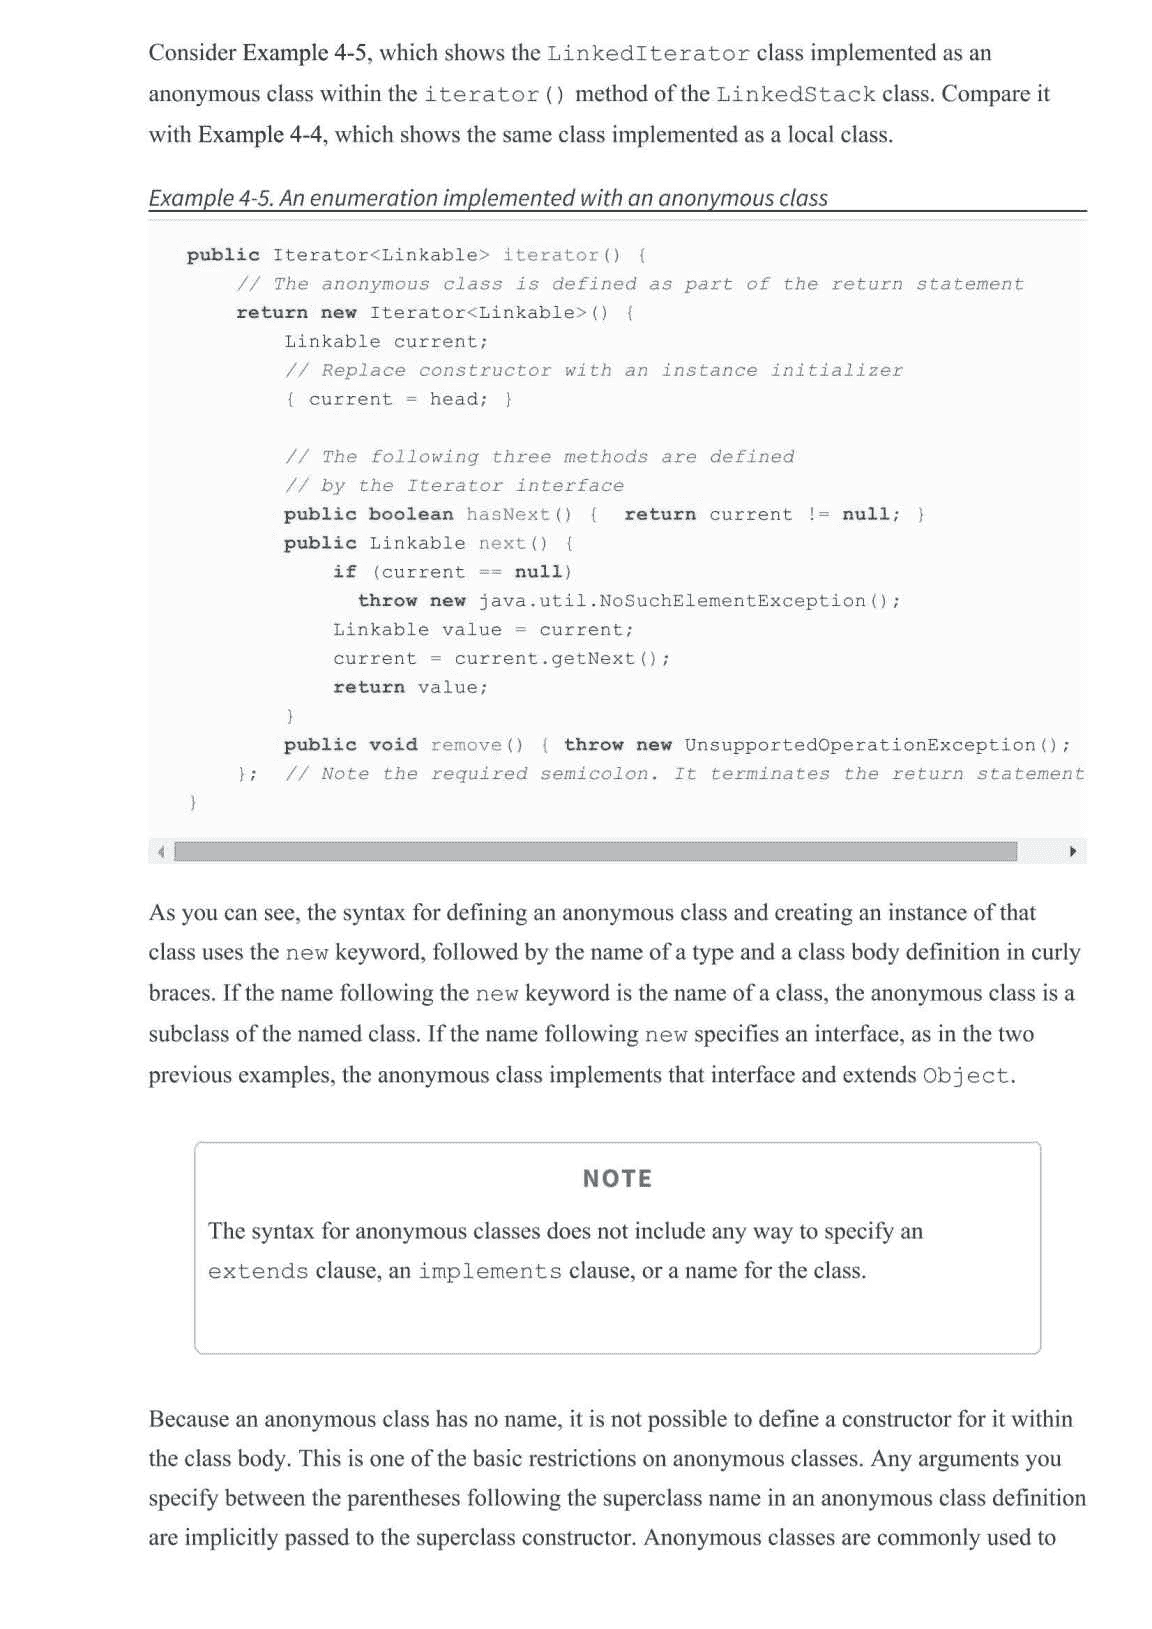 Consider Example 4-5, which shows the LinkedIterator class implemented as an
anonymous class within the iterator() method of the LinkedStack class. Compare it
with Example 4-4, which shows the same class implemented as a local class.
Example 4-5. An enumeration implemented with an anonymous class
public Iterator<Linkable> iterator() {
// The anonymous class is defined as part of the return statement
return new Iterator<Linkable>() {
Linkable current;
// Replace constructor with an instance initializer
{ current = head; }
// The following three methods are defined
// by the Iterator interface
public boolean hasNext() {  return current != null; }
public Linkable next() {
if (current == null)
throw new java.util.NoSuchElementException();
Linkable value = current;
current = current.getNext();
return value;
}
public void remove() { throw new UnsupportedOperationException();
};  // Note the required semicolon. It terminates the return statement
}
As you can see, the syntax for defining an anonymous class and creating an instance of that
class uses the new keyword, followed by the name of a type and a class body definition in curly
braces. If the name following the new keyword is the name of a class, the anonymous class is a
subclass of the named class. If the name following new specifies an interface, as in the two
previous examples, the anonymous class implements that interface and extends Object.
NOTE
The syntax for anonymous classes does not include any way to specify an
extends clause, an implements clause, or a name for the class.
Because an anonymous class has no name, it is not possible to define a constructor for it within
the class body. This is one of the basic restrictions on anonymous classes. Any arguments you
specify between the parentheses following the superclass name in an anonymous class definition
are implicitly passed to the superclass constructor. Anonymous classes are commonly used to